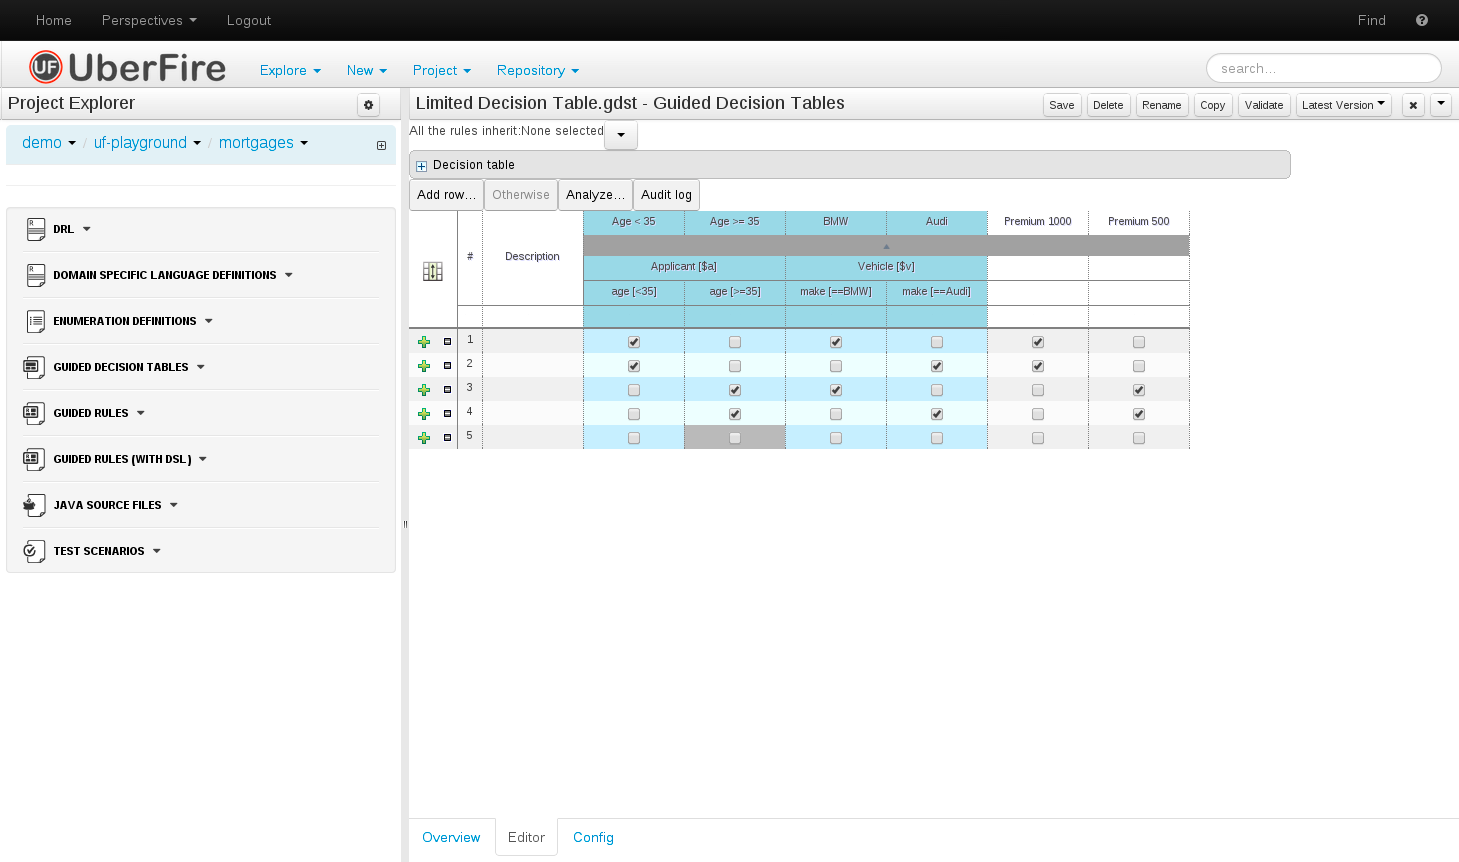 Home Perspectives Logout Find
UF UberFire Explore New Project Repository search...
Project Explorer
Limited Decision Table.gdst - Guided Decision Tables Save Delete Rename Copy Validate Latest Version
demo / uf-playground / mortgages
DRL
DOMAIN SPECIFIC LANGUAGE DEFINITIONS
ENUMERATION DEFINITIONS
GUIDED DECISION TABLES
GUIDED RULES
GUIDED RULES (WITH DSL)
JAVA SOURCE FILES
TEST SCENARIOS
All the rules inherit:None selected
Decision table
Add row... Otherwise Analyze... Audit log
# Description Age < 35 Age >= 35 BMW Audi Premium 1000 Premium 500
Applicant [$a] Vehicle [$v]
age [<35] age [>=35] make [==BMW] make [==Audi]
1
2
3
4
5
Overview Editor Config